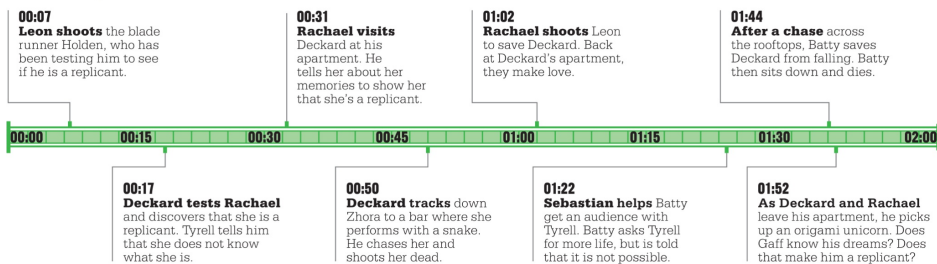 00:07
Leon shoots the blade
runner Holden, who has
been testing him to see
if he is a replicant.
00:31
Rachael visits
Deckard at his
apartment. He
tells her about her
memories to show her
that she's a replicant.
01:02
Rachael shoots Leon
to save Deckard. Back
at Deckard's apartment,
they make love.
01:44
After a chase across
the rooftops, Batty saves
Deckard from falling. Batty
then sits down and dies.
00:00 00:15 00:30 00:45 01:00 01:15 01:30 02:00
00:17
Deckard tests Rachael
and discovers that she is a
replicant. Tyrell tells him
that she does not know
what she is.
00:50
Deckard tracks down
Zhora to a bar where she
performs with a snake.
He chases her and
shoots her dead.
01:22
Sebastian helps Batty
get an audience with
Tyrell. Batty asks Tyrell
for more life, but is told
that it is not possible.
01:52
As Deckard and Rachael
leave his apartment, he picks
up an origami unicorn. Does
Gaff know his dreams? Does
that make him a replicant?